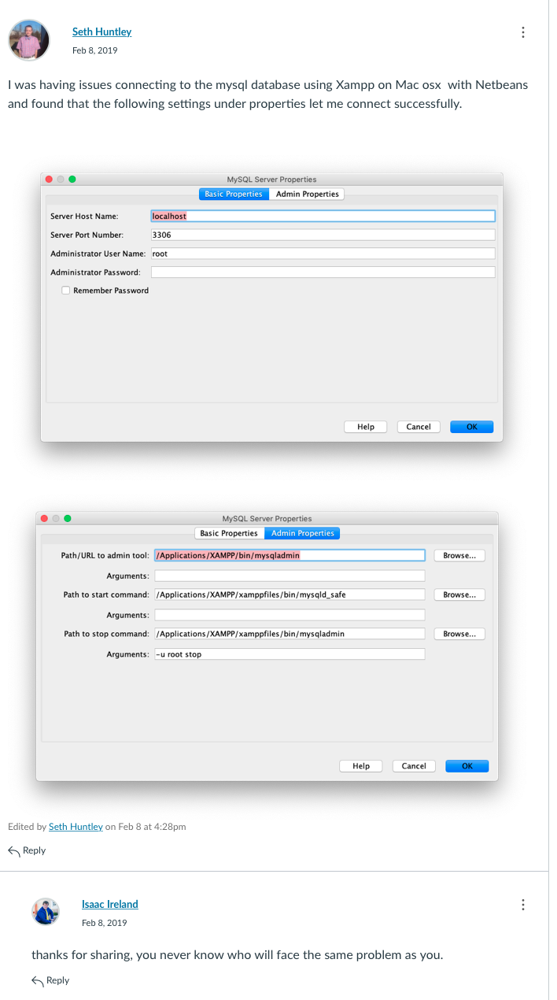 Seth Huntley
Feb 8, 2019
I was having issues connecting to the mysql database using Xampp on Mac osx  with Netbeans
and found that the following settings under properties let me connect successfully.
MySQL Server Properties
Basic Properties Admin Properties
Server Host Name: localhost
Server Port Number: 3306
Administrator User Name: root
Administrator Password:
Remember Password
Help Cancel OK
MySQL Server Properties
Basic Properties Admin Properties
Path/URL to admin tool: /Applications/XAMPP/bin/mysqladmin Browse...
Arguments:
Path to start command: /Applications/XAMPP/xamppfiles/bin/mysqld_safe Browse...
Arguments:
Path to stop command: /Applications/XAMPP/xamppfiles/bin/mysqladmin Browse...
Arguments: -u root stop
Help Cancel OK
Edited by Seth Huntley on Feb 8 at 4:28pm
Reply
Isaac Ireland
Feb 8, 2019
thanks for sharing, you never know who will face the same problem as you.
Reply